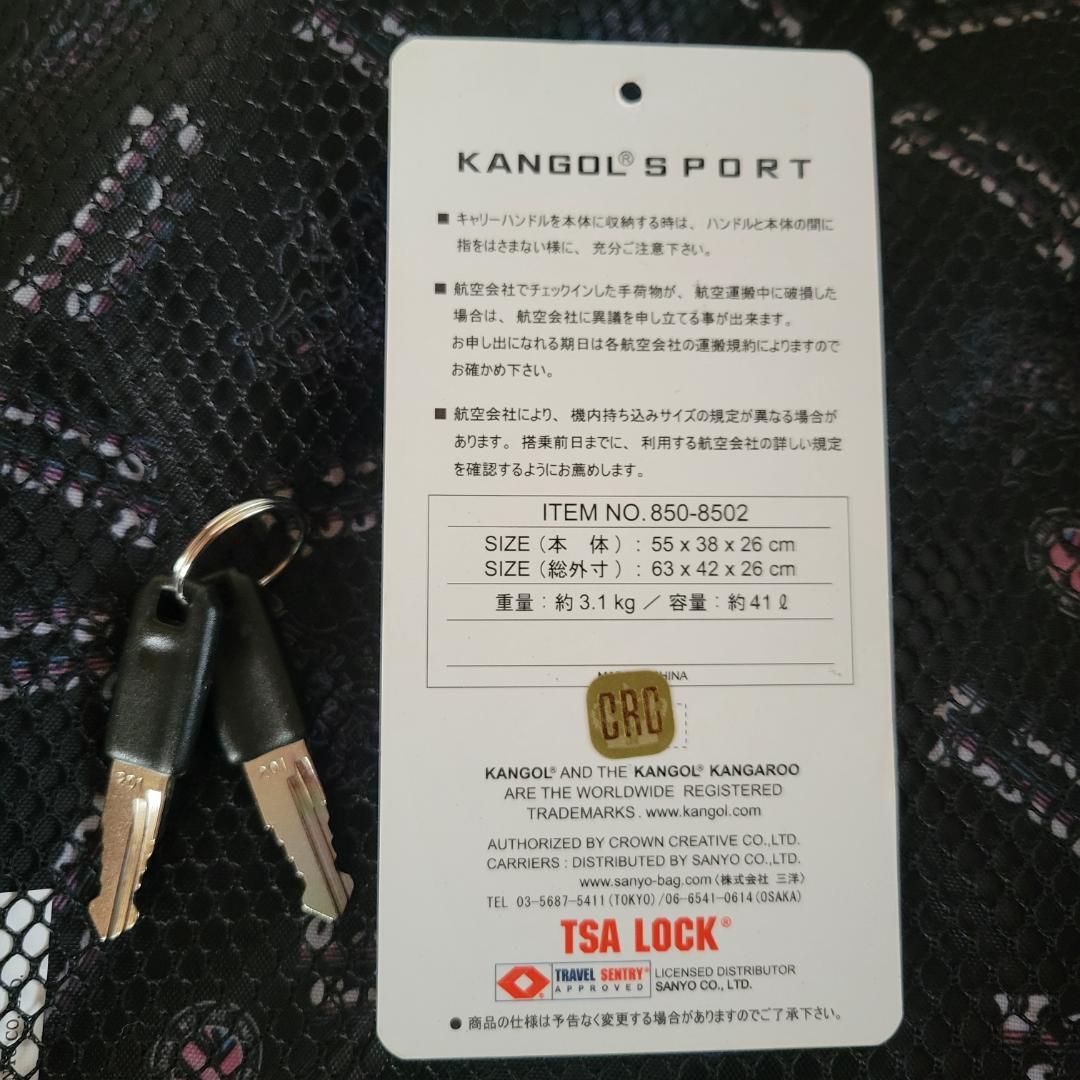 KANGOL® SPORT
■ キャリーハンドルを本体に収納する時は、ハンドルと本体の間に
指をはさまない様に、充分ご注意下さい。
■ 航空会社でチェックインした手荷物が、航空運搬中に破損した
場合は、航空会社に異議を申し立てる事が出来ます。
お申し出になれる期日は各航空会社の運搬規約によりますので
お確かめ下さい。
■ 航空会社により、機内持ち込みサイズの規定が異なる場合が
あります。搭乗前日までに、利用する航空会社の詳しい規定
を確認するようにお薦めします。
ITEM NO. 850-8502
SIZE（本　体）: 55 x 38 x 26 cm
SIZE（総外寸）: 63 x 42 x 26 cm
重量：約 3.1 kg ／ 容量：約 41 ℓ
CRC
KANGOL® AND THE KANGOL® KANGAROO
ARE THE WORLDWIDE REGISTERED
TRADEMARKS. www.kangol.com
AUTHORIZED BY CROWN CREATIVE CO.,LTD.
CARRIERS : DISTRIBUTED BY SANYO CO.,LTD.
www.sanyo-bag.com〈株式会社 三洋〉
TEL 03-5687-5411(TOKYO)/06-6541-0614(OSAKA)
TSA LOCK®
TRAVEL SENTRY®
APPROVED
LICENSED DISTRIBUTOR
SANYO CO., LTD.
● 商品の仕様は予告なく変更する場合がありますのでご了承下さい。
201
201